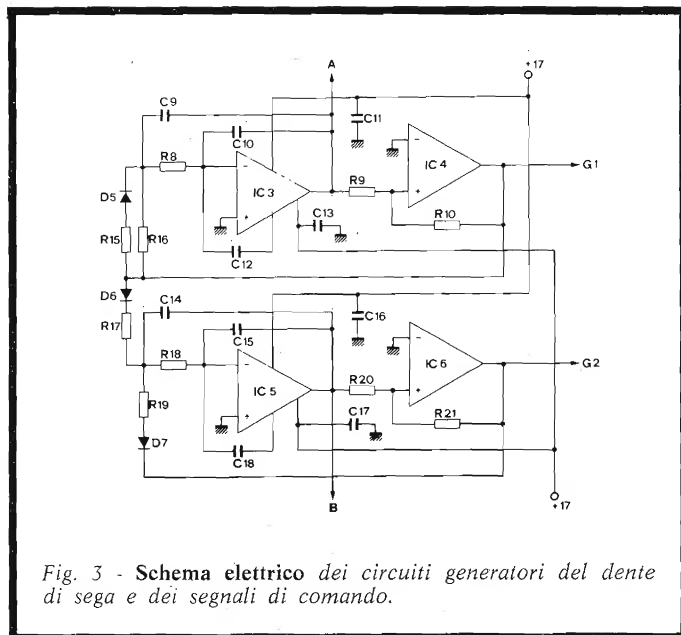 A
+17
C9
C10
C11
R8
IC 3
IC 4
G1
R9
D5
R15
R16
C13
R10
C12
D6
C14
R17
C16
C15
R18
IC 5
IC 6
G2
R20
R19
C17
R21
D7
C18
+17
B
Fig. 3 - Schema elettrico dei circuiti generatori del dente
di sega e dei segnali di comando.